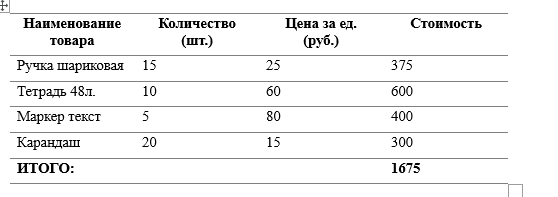 Наименование товара Количество (шт.) Цена за ед. (руб.) Стоимость
Ручка шариковая 15 25 375
Тетрадь 48л. 10 60 600
Маркер текст 5 80 400
Карандаш 20 15 300
ИТОГО: 1675